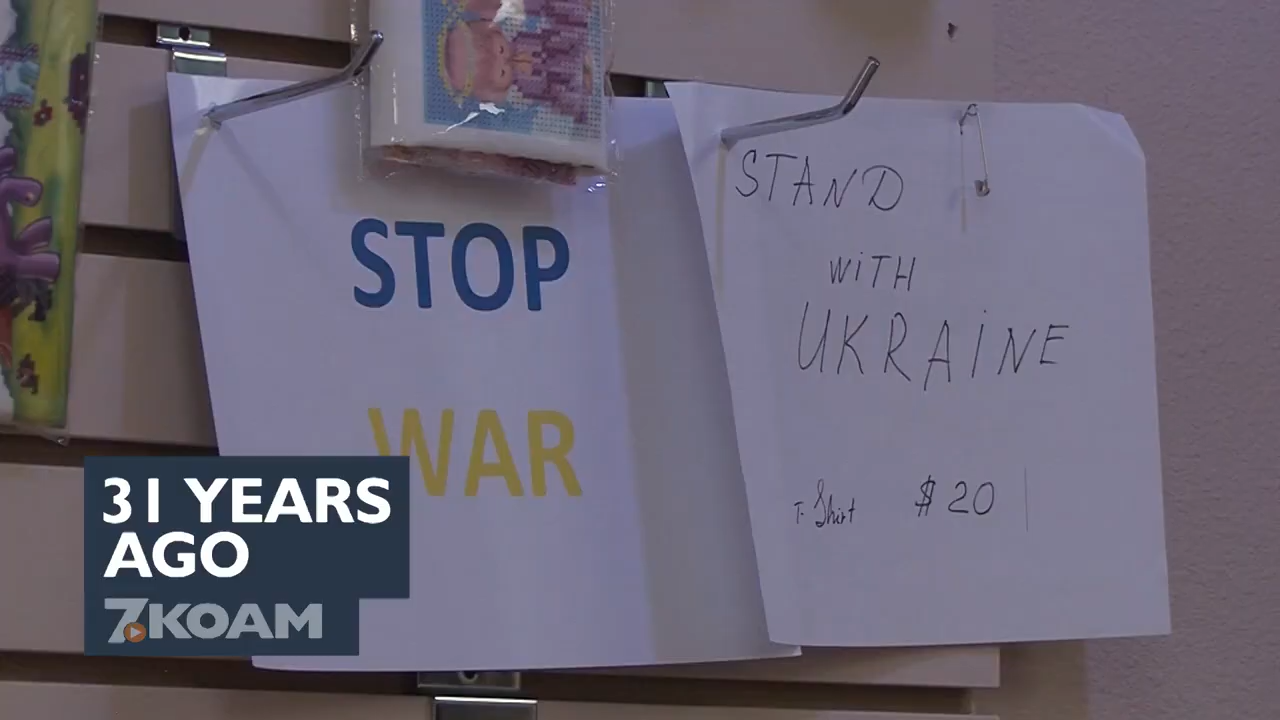 STOP
WAR
STAND
WiTH
UKRAiNE
T-Shirt $20
31 YEARS
AGO
7KOAM